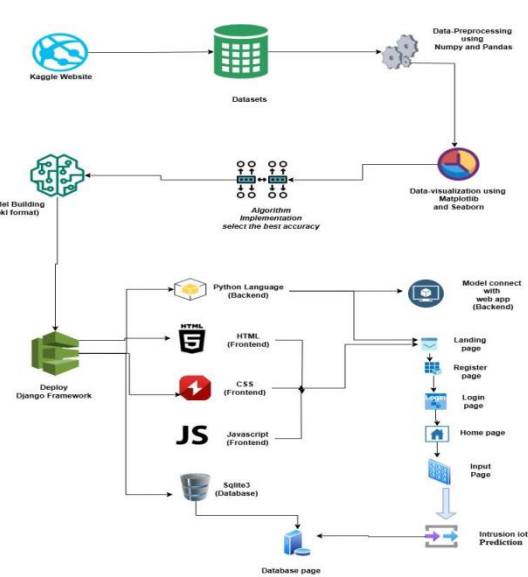 Kaggle Website
Datasets
Data-Preprocessing
using
Numpy and Pandas
Data-visualization using
Matplotlib
and Seaborn
Algorithm
Implementation
select the best accuracy
Building
format)
Deploy
Django Framework
Python Language
(Backend)
HTML
HTML
(Frontend)
CSS
(Frontend)
JS
Javascript
(Frontend)
Sqlite3
(Database)
Model connect
with
web app
(Backend)
Landing
page
Register
page
Login
Login
page
Home page
Input
Page
Intrusion iot
Prediction
Database page